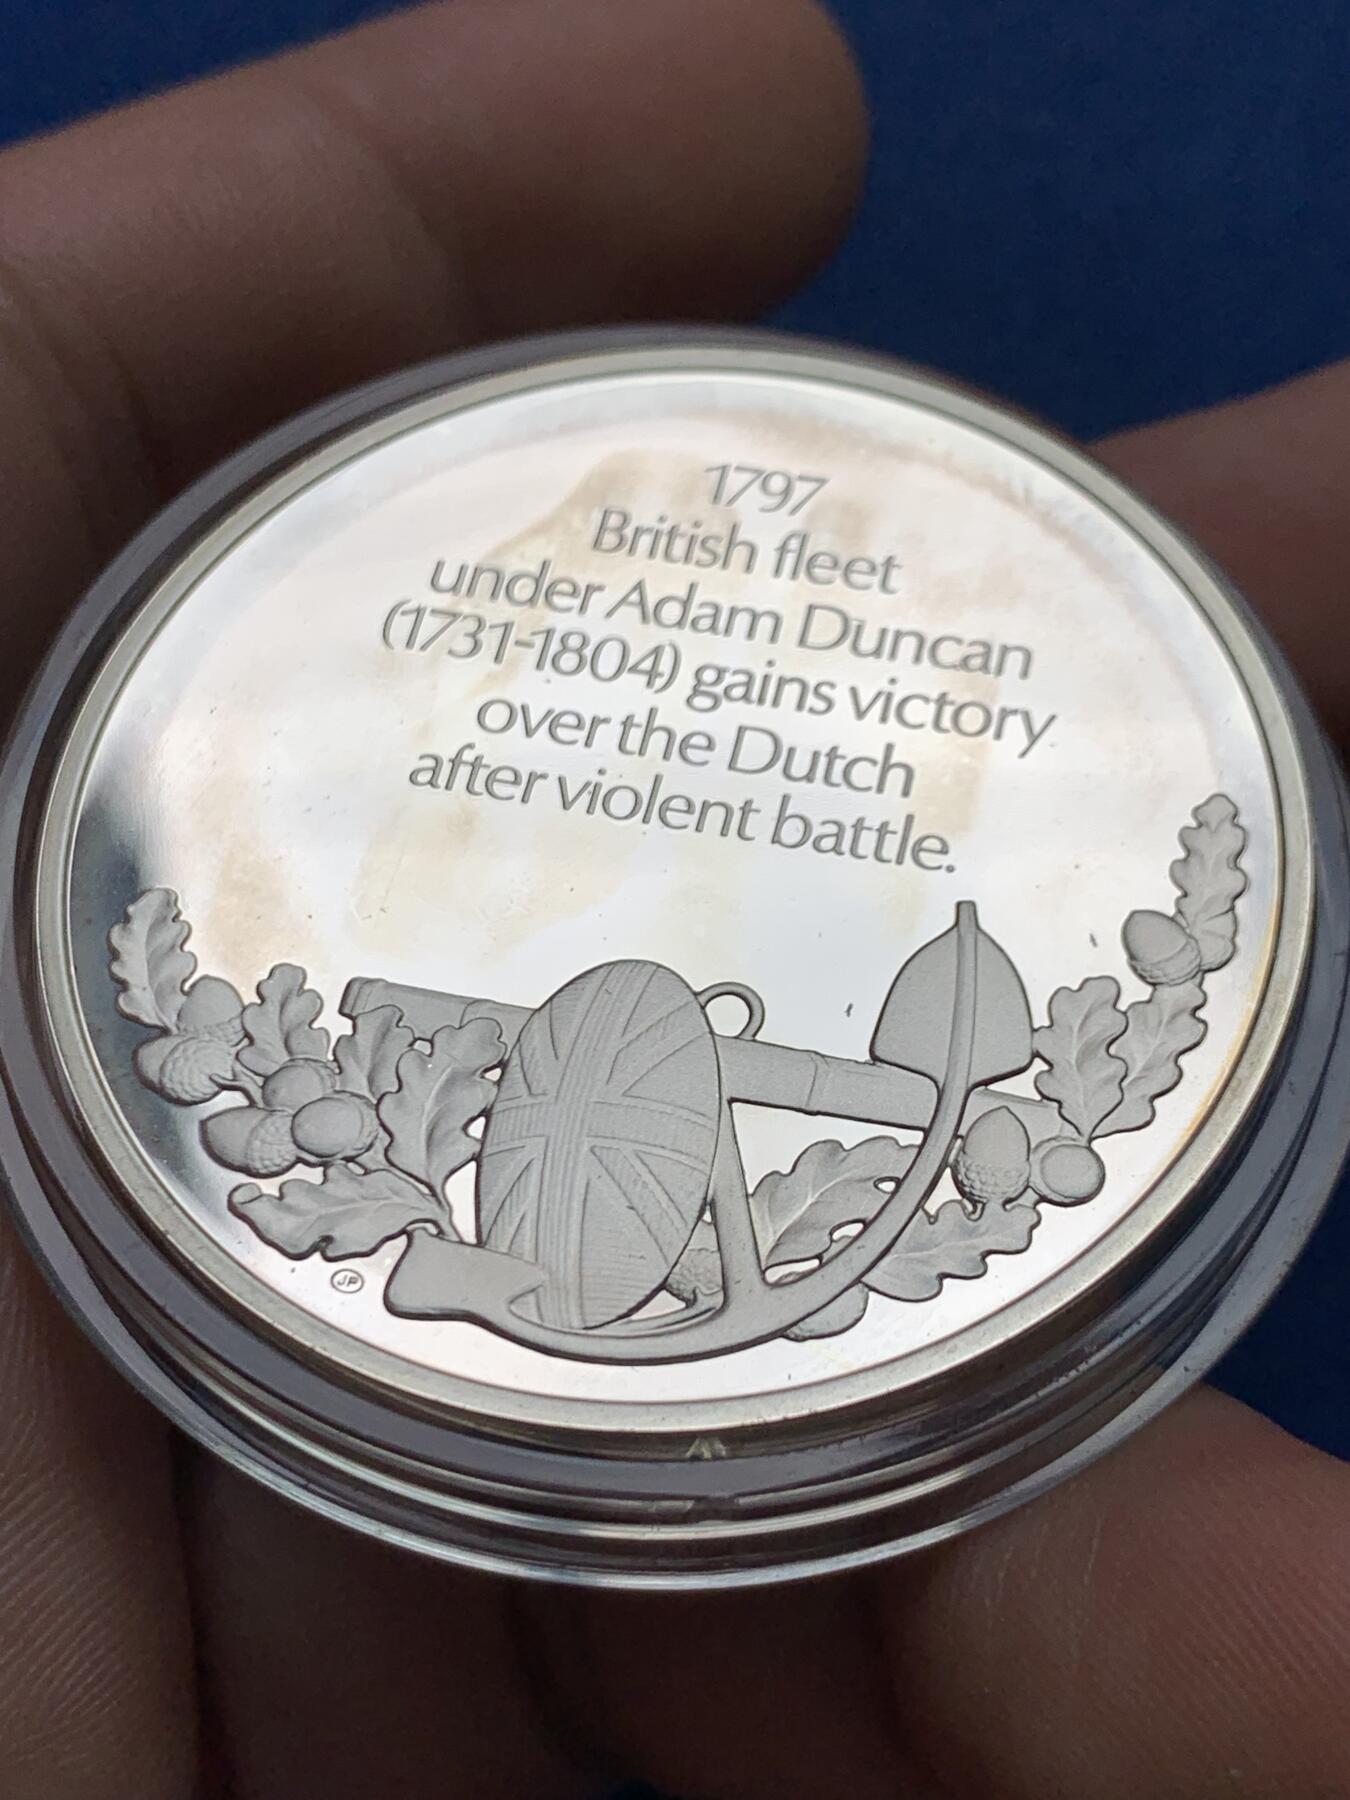 1797
British fleet
under Adam Duncan
(1731-1804) gains victory
over the Dutch
after violent battle.
JP